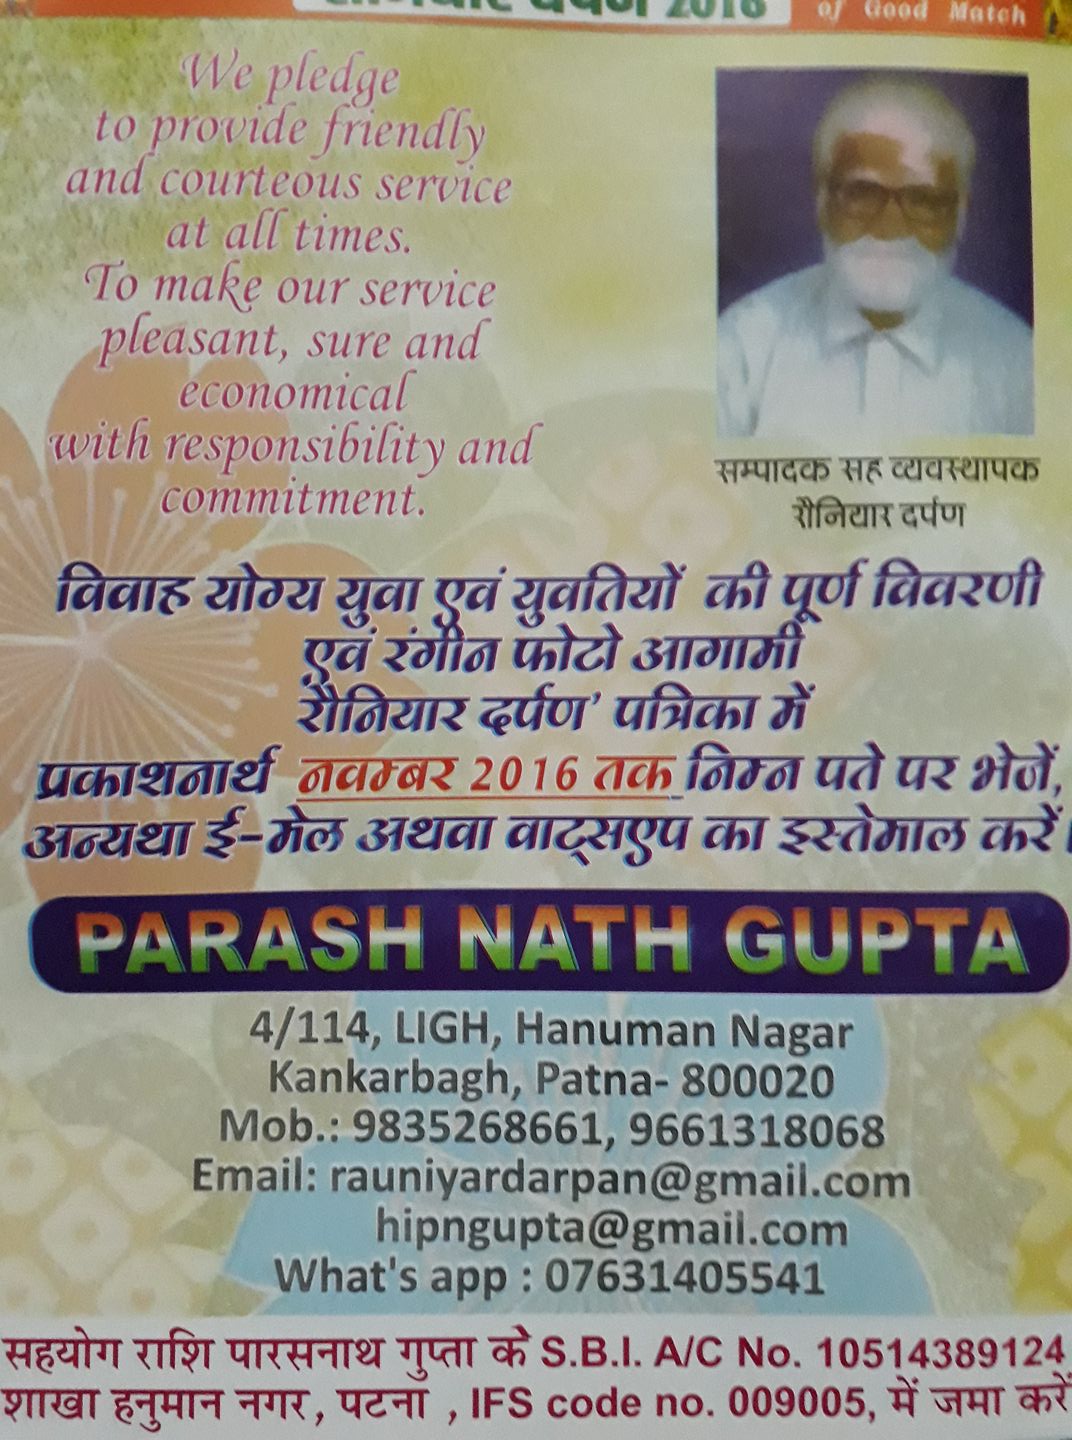 2016
of Good Match
We pledge
to provide friendly
and courteous service
at all times.
To make our service
pleasant, sure and
economical
with responsibility and
commitment.
सम्पादक सह व्यवस्थापक
रौनियार दर्पण
विवाह योग्य युवा एवं युवतियों की पूर्ण विवरणी
एवं रंगीन फोटो आगामी
रौनियार दर्पण’ पत्रिका में
प्रकाशनार्थ नवम्बर 2016 तक निम्न पते पर भेजें,
अन्यथा ई-मेल अथवा वाट्सएप का इस्तेमाल करें।
PARASH NATH GUPTA
4/114, LIGH, Hanuman Nagar
Kankarbagh, Patna- 800020
Mob.: 9835268661, 9661318068
Email: rauniyardarpan@gmail.com
hipngupta@gmail.com
What's app : 07631405541
सहयोग राशि पारसनाथ गुप्ता के S.B.I. A/C No. 10514389124
शाखा हनुमान नगर, पटना , IFS code no. 009005, में जमा करें